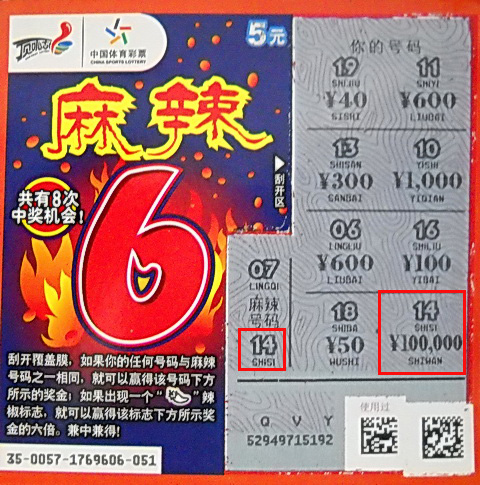 顶呱刮
中国体育彩票
CHINA SPORTS LOTTERY
5元
麻辣
6
共有8次
中奖机会!
刮开区
你的号码
19 11
SHIJIU SHIYI
¥40 ¥600
SISHI LIUBAI
13 10
SHISAN YISHI
¥300 ¥1,000
SANBAI YIQIAN
06 16
LINGLIU SHILIU
¥600 ¥100
LIUBAI YIBAI
18 14
SHIBA SHISI
¥50 ¥100,000
WUSHI SHIWAN
07
LINGQI
麻辣
号码
14
SHISI
刮开覆盖膜，如果你的任何号码与麻辣
号码之一相同，就可以赢得该号码下方
所示的奖金；如果出现一个“ ”辣
椒标志，就可以赢得该标志下方所示奖
金的六倍。兼中兼得!
35-0057-1769606-051
Q V Y
52949715192
使用过